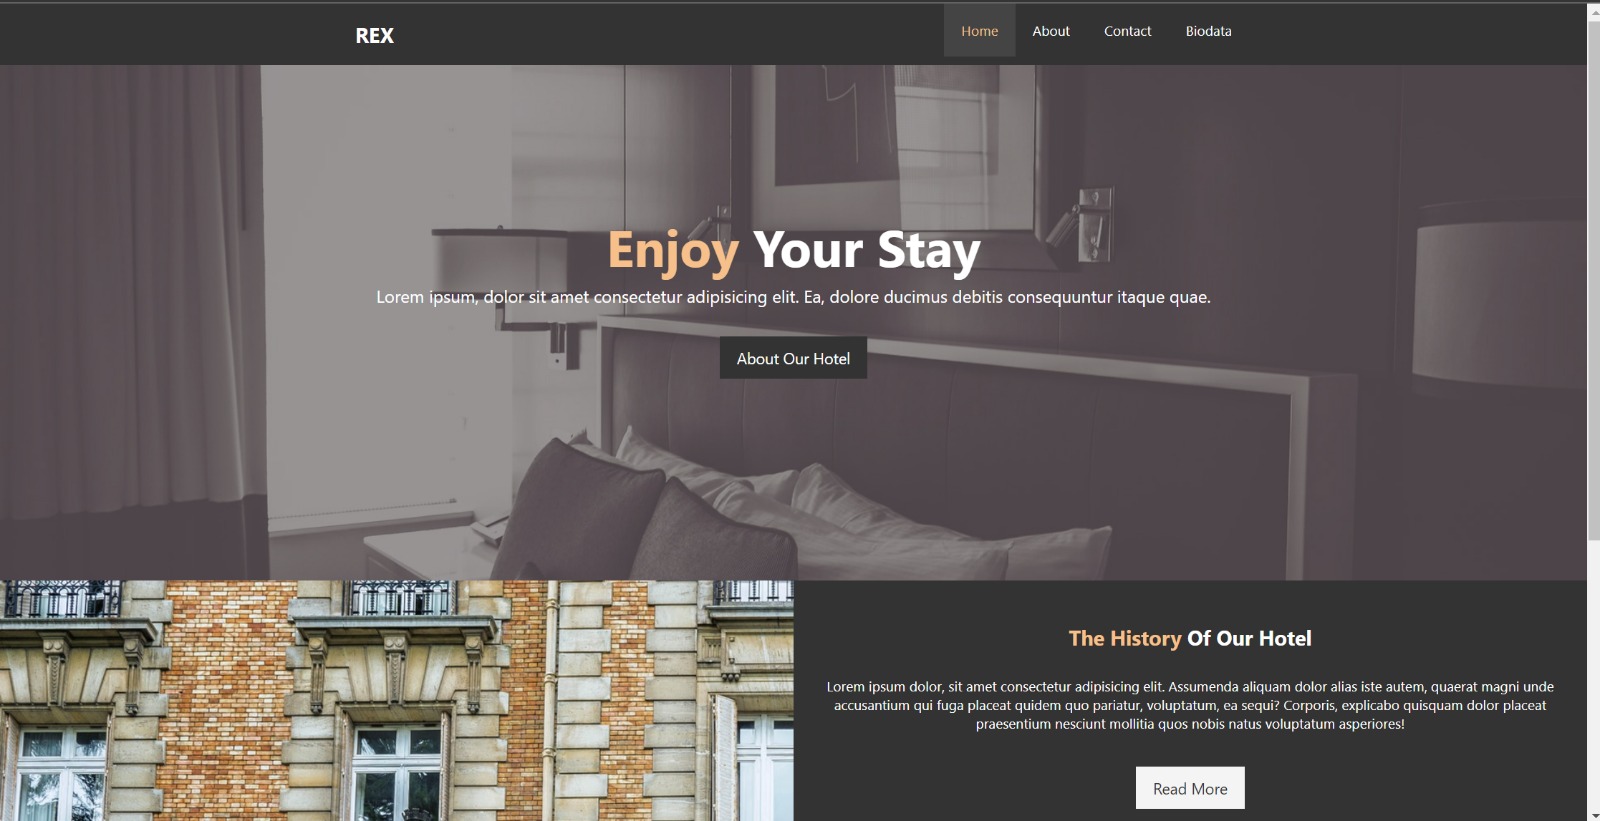 REX
Home About Contact Biodata
Enjoy Your Stay
Lorem ipsum, dolor sit amet consectetur adipisicing elit. Ea, dolore ducimus debitis consequuntur itaque quae.
About Our Hotel
The History Of Our Hotel
Lorem ipsum dolor, sit amet consectetur adipisicing elit. Assumenda aliquam dolor alias iste autem, quaerat magni unde
accusantium qui fuga placeat quidem quo pariatur, voluptatum, ea sequi? Corporis, explicabo quisquam dolor placeat
praesentium nesciunt mollitia quos nobis natus voluptatum asperiores!
Read More